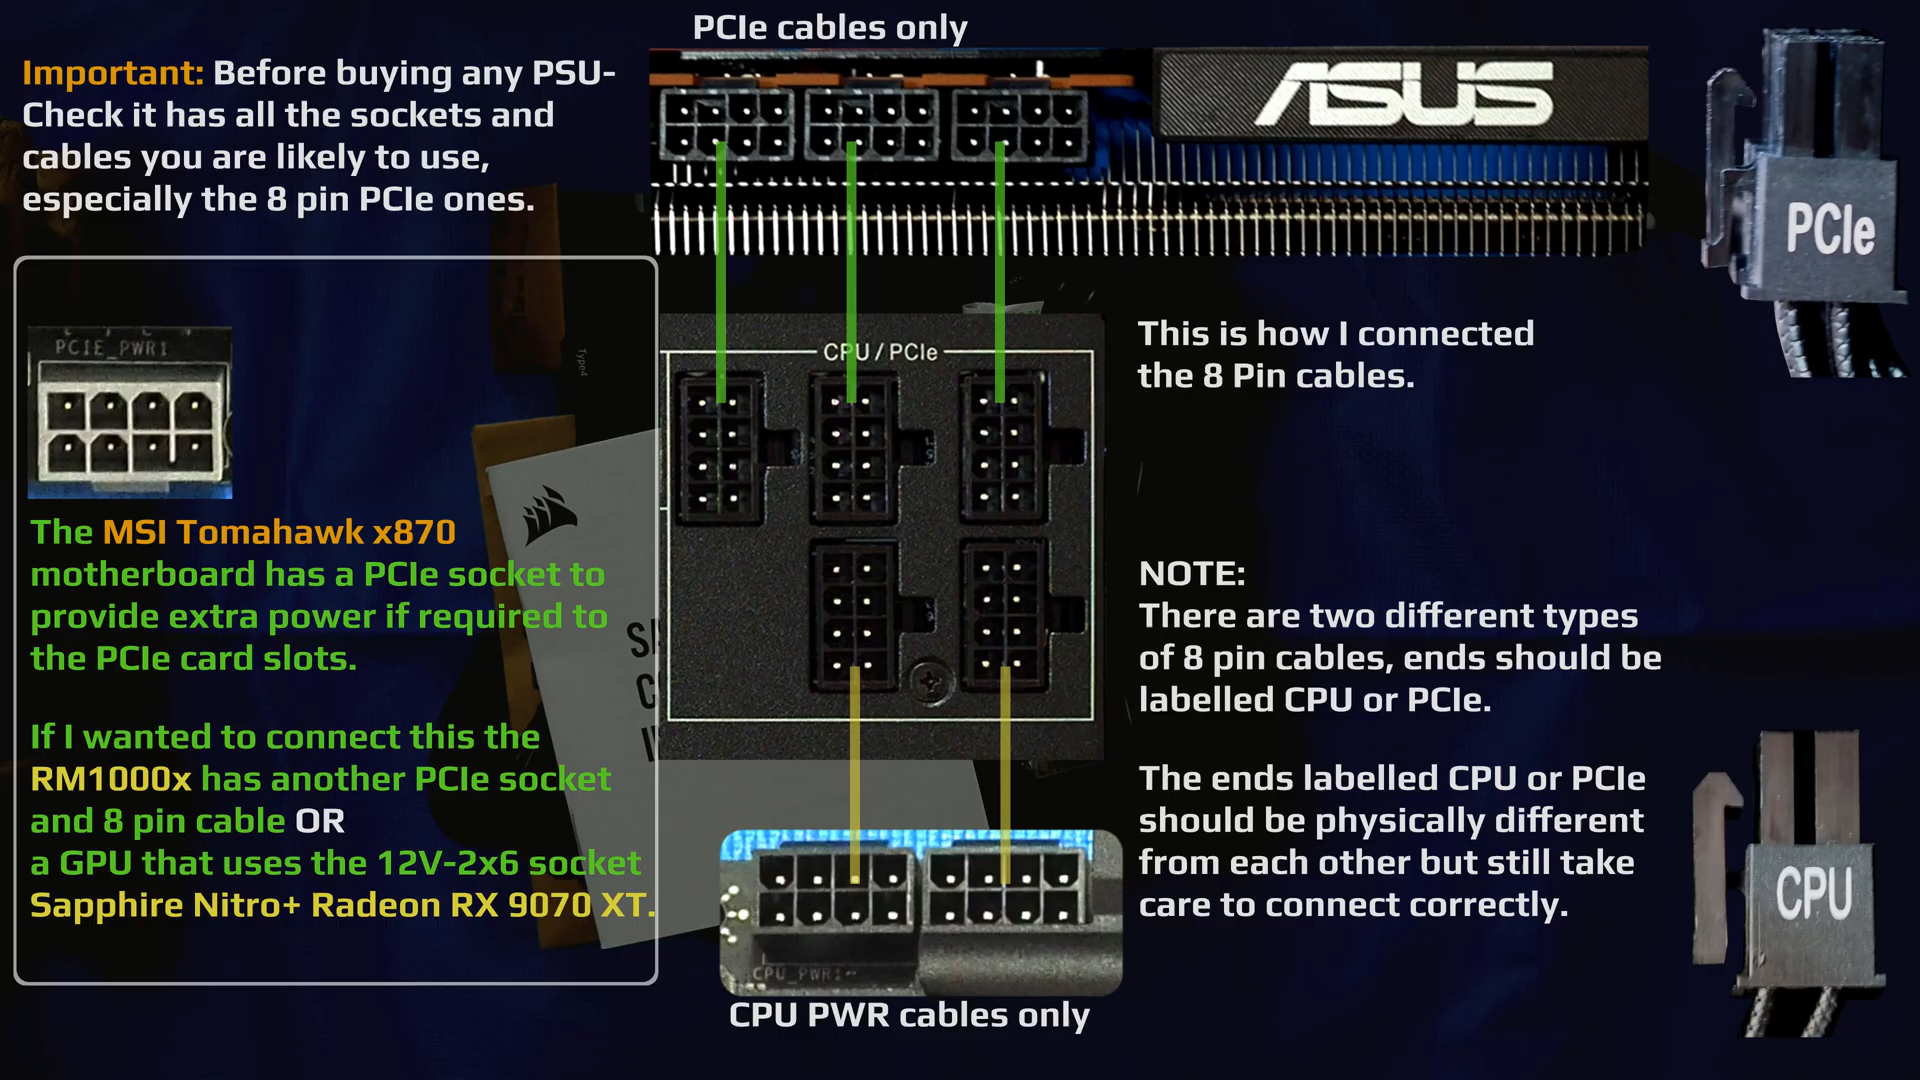 PCIe cables only
Important: Before buying any PSU-
Check it has all the sockets and
cables you are likely to use,
especially the 8 pin PCIe ones.
ASUS
PCIe
PCIE_PWR1
Type4
CPU / PCIe
This is how I connected
the 8 Pin cables.
The MSI Tomahawk x870
motherboard has a PCIe socket to
provide extra power if required to
the PCIe card slots.
If I wanted to connect this the
RM1000x has another PCIe socket
and 8 pin cable OR
a GPU that uses the 12V-2x6 socket
Sapphire Nitro+ Radeon RX 9070 XT.
NOTE:
There are two different types
of 8 pin cables, ends should be
labelled CPU or PCIe.
The ends labelled CPU or PCIe
should be physically different
from each other but still take
care to connect correctly.
CPU
CPU_PWR1
CPU PWR cables only